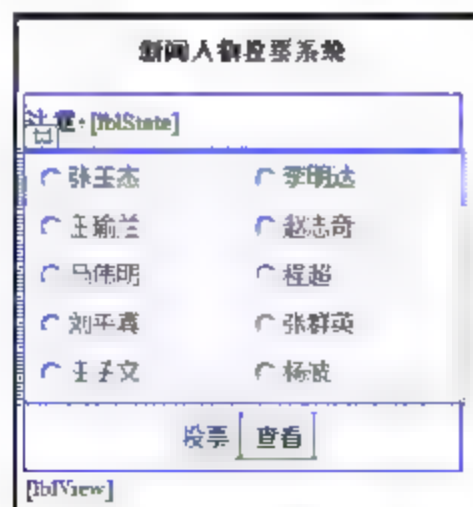 新闻人物投票系统
注意:[lblState]
张玉杰 李明达
王瑜兰 赵志奇
马伟明 程超
刘平真 张群英
王子文 杨波
投票 查看
[lblView]